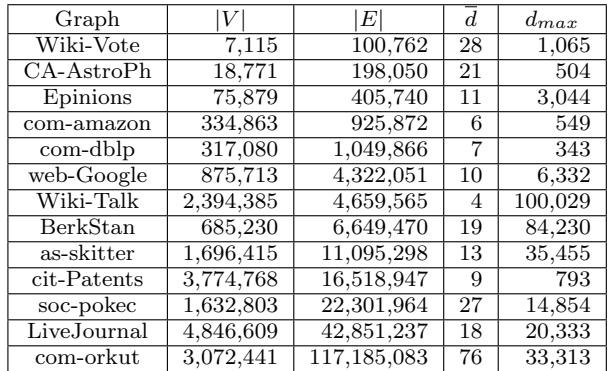 Graph |V| |E| d̅ d_max
Wiki-Vote 7,115 100,762 28 1,065
CA-AstroPh 18,771 198,050 21 504
Epinions 75,879 405,740 11 3,044
com-amazon 334,863 925,872 6 549
com-dblp 317,080 1,049,866 7 343
web-Google 875,713 4,322,051 10 6,332
Wiki-Talk 2,394,385 4,659,565 4 100,029
BerkStan 685,230 6,649,470 19 84,230
as-skitter 1,696,415 11,095,298 13 35,455
cit-Patents 3,774,768 16,518,947 9 793
soc-pokec 1,632,803 22,301,964 27 14,854
LiveJournal 4,846,609 42,851,237 18 20,333
com-orkut 3,072,441 117,185,083 76 33,313